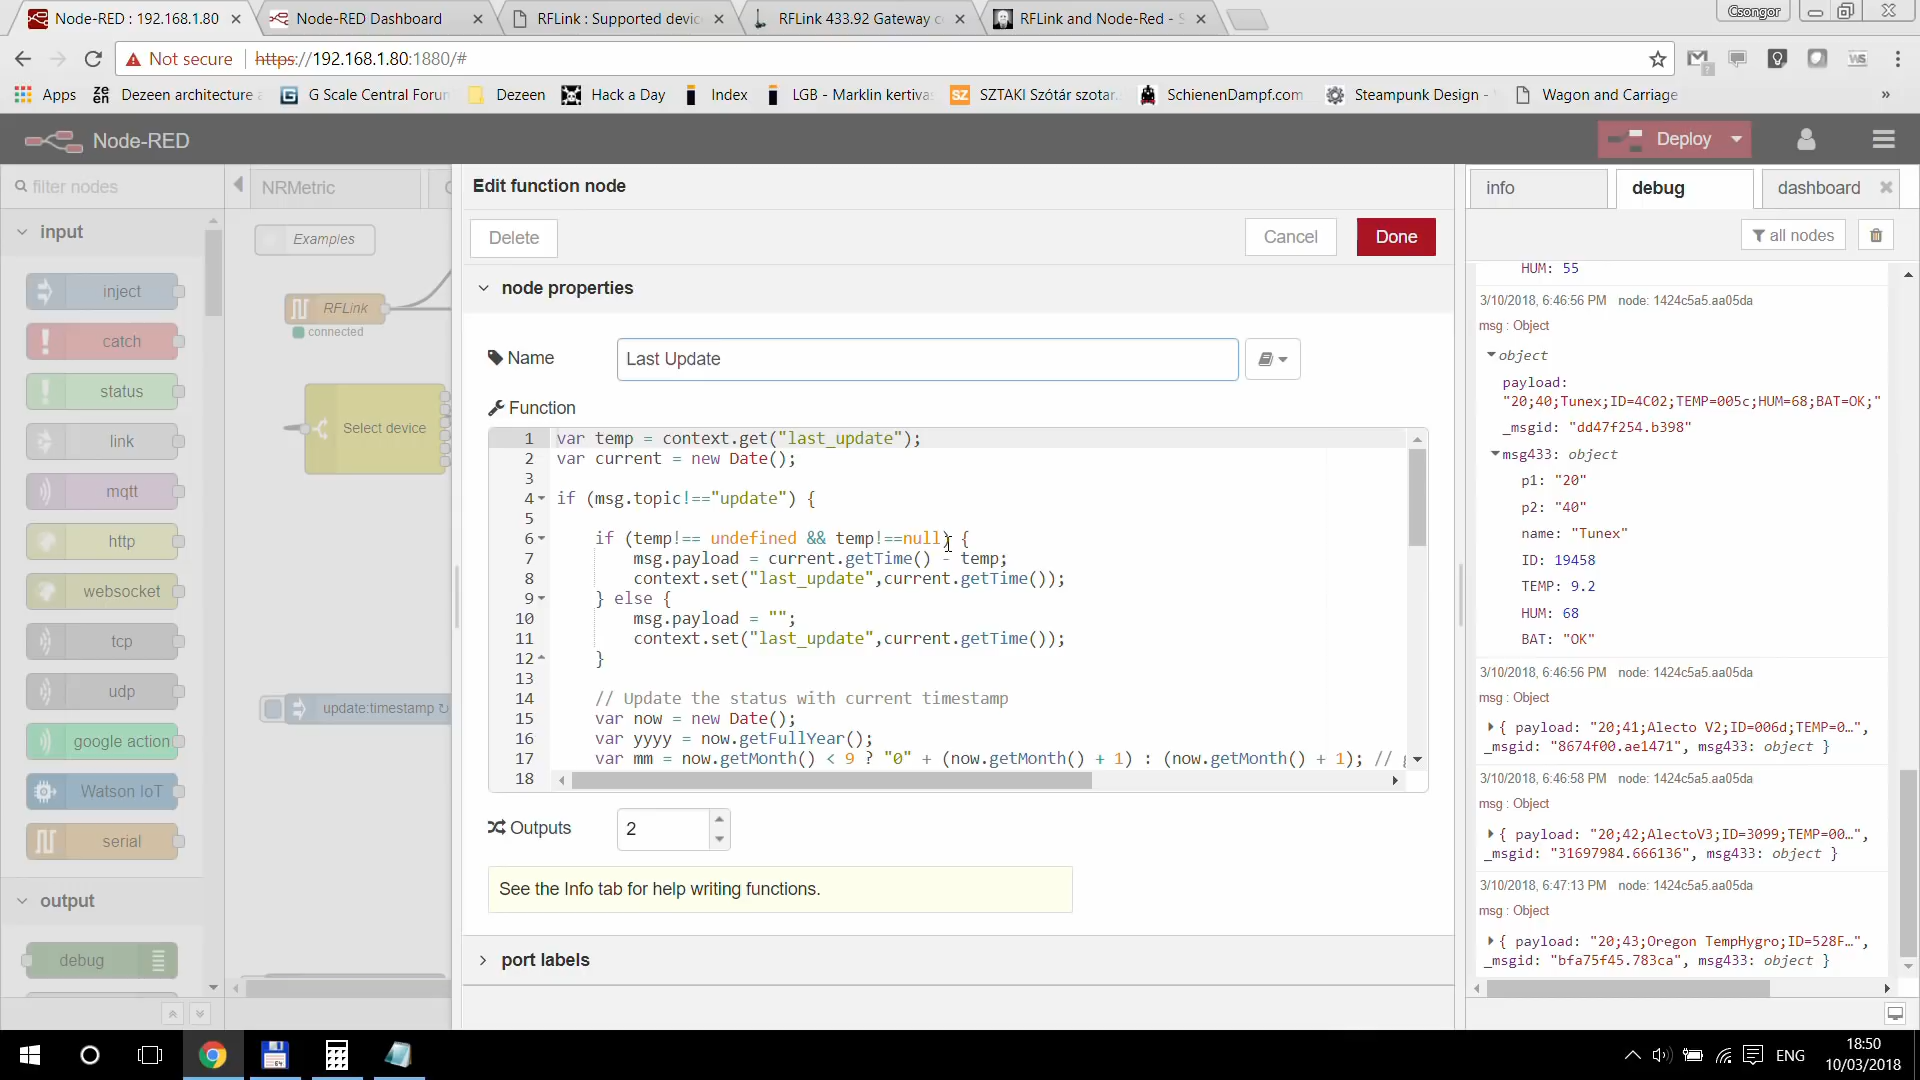 Node-RED : 192.168.1.80
Node-RED Dashboard
RFLink : Supported devic
RFLink 433.92 Gateway c
RFLink and Node-Red - S
Csongor
Not secure
https://192.168.1.80:1880/#
Apps
Dezeen architecture
G Scale Central Forum
Dezeen
Hack a Day
Index
LGB - Marklin kertiva
SZTAKI Szótár szotar.
SchienenDampf.com
Steampunk Design -
Wagon and Carriage
»
Node-RED
Deploy
filter nodes
NRMetric
Edit function node
info
debug
dashboard
Delete
Cancel
Done
all nodes
input
inject
catch
status
link
mqtt
http
websocket
tcp
udp
google action
Watson IoT
serial
output
debug
Examples
RFLink
connected
Select device
update:timestamp ↻
node properties
Name
Last Update
Function
1 var temp = context.get("last_update");
2 var current = new Date();
3
4 if (msg.topic!=="update") {
5
6 if (temp!== undefined && temp!==null) {
7 msg.payload = current.getTime() - temp;
8 context.set("last_update",current.getTime());
9 } else {
10 msg.payload = "";
11 context.set("last_update",current.getTime());
12 }
13
14 // Update the status with current timestamp
15 var now = new Date();
16 var yyyy = now.getFullYear();
17 var mm = now.getMonth() < 9 ? "0" + (now.getMonth() + 1) : (now.getMonth() + 1); //
18
Outputs
2
See the Info tab for help writing functions.
port labels
HUM: 55
3/10/2018, 6:46:56 PM node: 1424c5a5.aa05da
msg : Object
object
payload:
"20;40;Tunex;ID=4C02;TEMP=005c;HUM=68;BAT=OK;"
_msgid: "dd47f254.b398"
msg433: object
p1: "20"
p2: "40"
name: "Tunex"
ID: 19458
TEMP: 9.2
HUM: 68
BAT: "OK"
3/10/2018, 6:46:56 PM node: 1424c5a5.aa05da
msg : Object
{ payload: "20;41;Alecto V2;ID=006d;TEMP=0…",
_msgid: "8674f00.ae1471", msg433: object }
3/10/2018, 6:46:58 PM node: 1424c5a5.aa05da
msg : Object
{ payload: "20;42;AlectoV3;ID=3099;TEMP=00…",
_msgid: "31697984.666136", msg433: object }
3/10/2018, 6:47:13 PM node: 1424c5a5.aa05da
msg : Object
{ payload: "20;43;Oregon TempHygro;ID=528F…",
_msgid: "bfa75f45.783ca", msg433: object }
ENG
18:50
10/03/2018